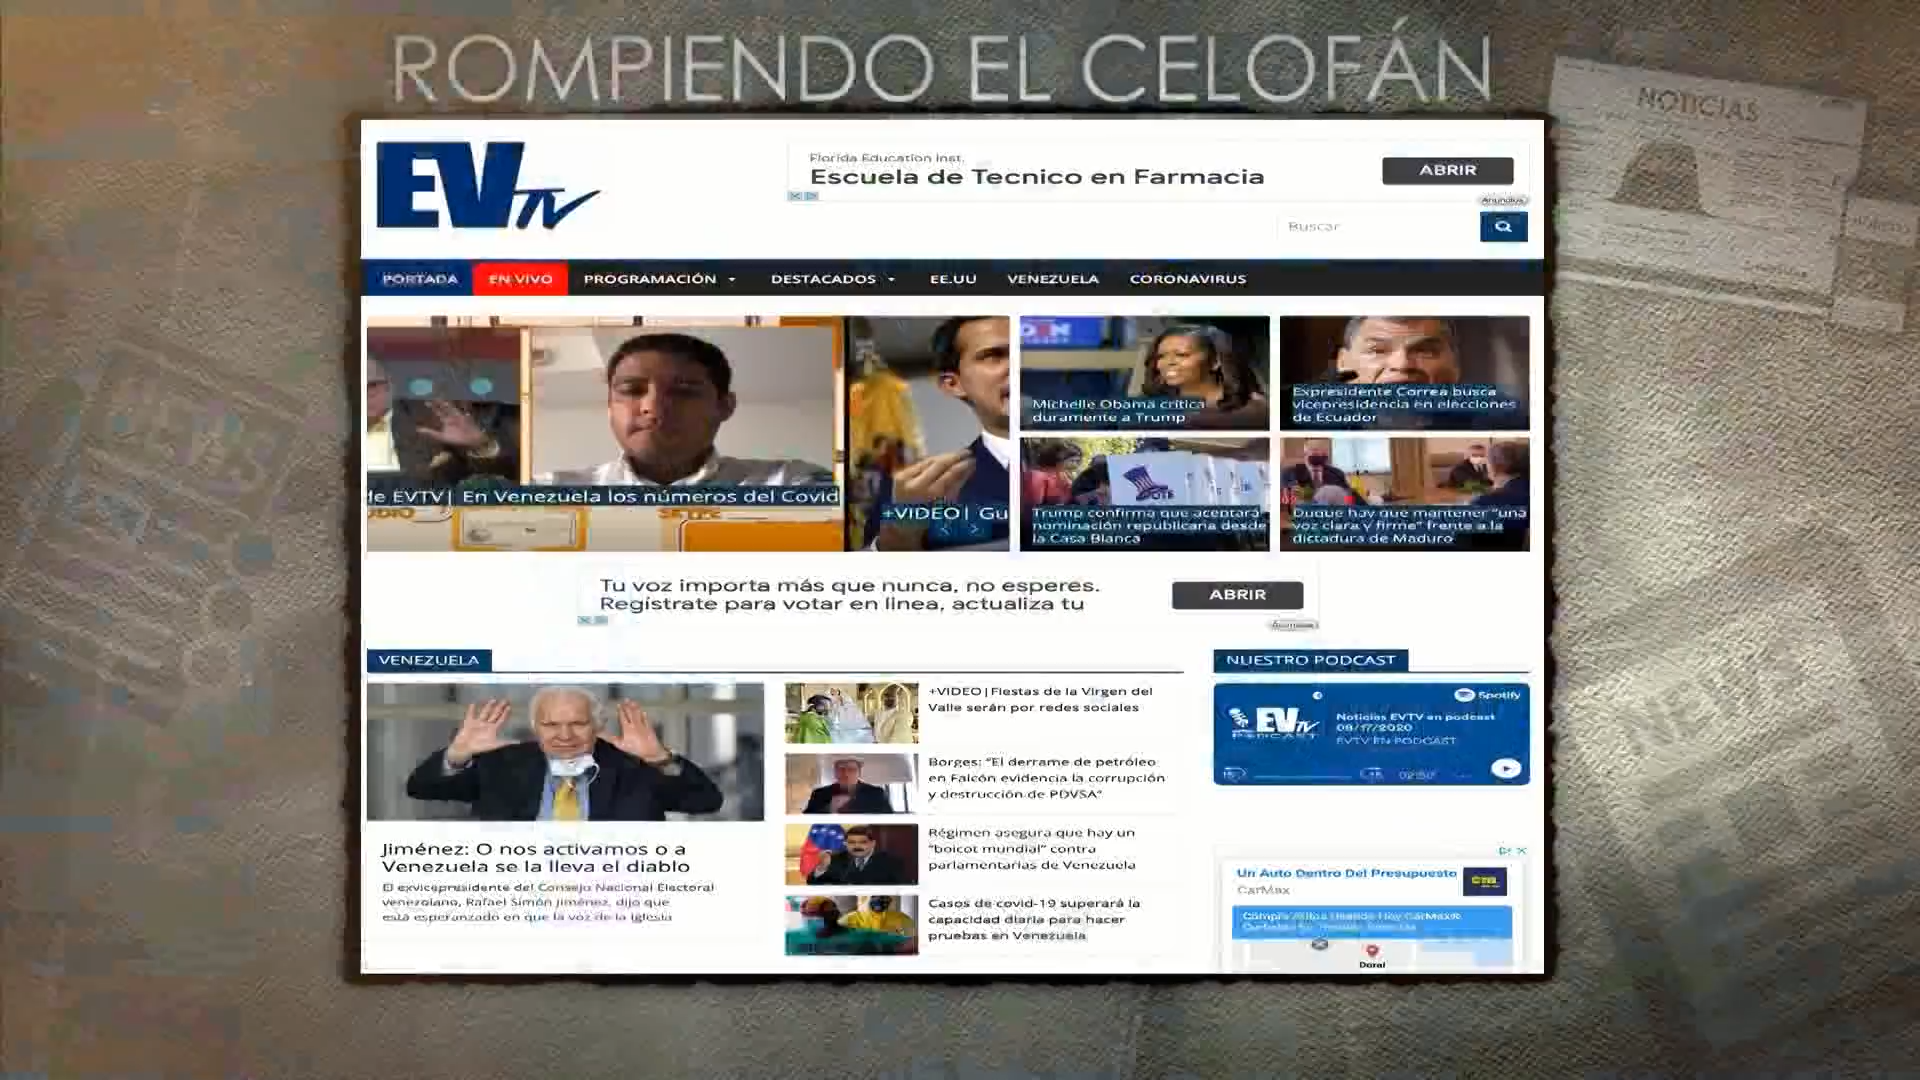 ROMPIENDO EL CELOFÁN
NOTICIAS
EVTV
Florida Education Inst.
Escuela de Tecnico en Farmacia
ABRIR
Anuncios
Buscar
PORTADA
EN VIVO
PROGRAMACIÓN
DESTACADOS
EE.UU
VENEZUELA
CORONAVIRUS
de EVTV| En Venezuela los números del Covid
+VIDEO| Gu
Michelle Obama critica
duramente a Trump
Expresidente Correa busca
vicepresidencia en elecciones
de Ecuador
VOTE
Trump confirma que aceptará
nominación republicana desde
la Casa Blanca
Duque hay que mantener "una
voz clara y firme" frente a la
dictadura de Maduro
Tu voz importa más que nunca, no esperes.
Regístrate para votar en línea, actualiza tu
ABRIR
VENEZUELA
Jiménez: O nos activamos o a
Venezuela se la lleva el diablo
El exvicepresidente del Consejo Nacional Electoral
venezolano, Rafael Simón Jiménez, dijo que
está esperanzado en que la voz de la iglesia
+VIDEO|Fiestas de la Virgen del
Valle serán por redes sociales
Borges: "El derrame de petróleo
en Falcón evidencia la corrupción
y destrucción de PDVSA"
Régimen asegura que hay un
"boicot mundial" contra
parlamentarias de Venezuela
Casos de covid-19 superará la
capacidad diaria para hacer
pruebas en Venezuela
NUESTRO PODCAST
Spotify
EVTV
PODCAST
Noticias EVTV en podcast
08/17/2020
EVTV EN PODCAST
Un Auto Dentro Del Presupuesto
CarMax
Doral